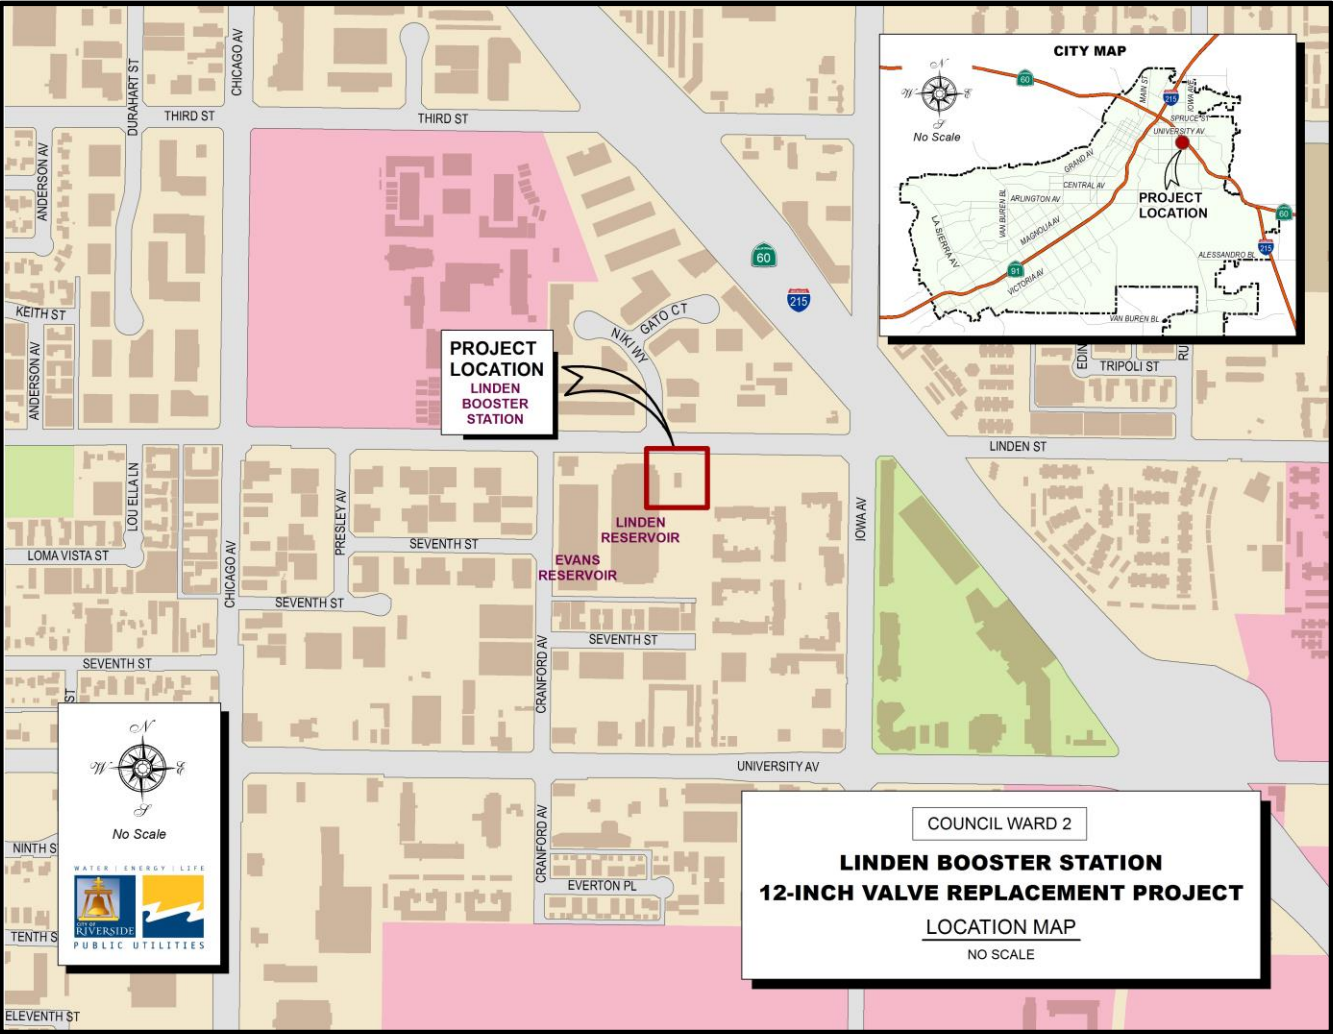 DURAHART ST
CHICAGO AV
THIRD ST
THIRD ST
ANDERSON AV
KEITH ST
ANDERSON AV
60
215
GATO CT
NIKI WY
PROJECT
LOCATION
LINDEN
BOOSTER
STATION
CITY MAP
N
W
E
S
No Scale
60
215
MAIN ST
IOWA AVE
SPRUCE ST
UNIVERSITY AV
GRAND AV
CENTRAL AV
ARLINGTON AV
VAN BUREN BL
MAGNOLIA AV
LA SIERRA AV
VICTORIA AV
91
PROJECT
LOCATION
60
215
ALESSANDRO BL
VAN BUREN BL
EDIN
TRIPOLI ST
RU
LINDEN ST
LOU ELLA LN
LOMA VISTA ST
CHICAGO AV
PRESLEY AV
SEVENTH ST
SEVENTH ST
SEVENTH ST
ST
LINDEN
RESERVOIR
EVANS
RESERVOIR
SEVENTH ST
CRANFORD AV
IOWA AV
UNIVERSITY AV
CRANFORD AV
EVERTON PL
N
W
E
S
No Scale
WATER | ENERGY | LIFE
CITY OF
RIVERSIDE
PUBLIC UTILITIES
NINTH S
TENTH S
ELEVENTH ST
COUNCIL WARD 2
LINDEN BOOSTER STATION
12-INCH VALVE REPLACEMENT PROJECT
LOCATION MAP
NO SCALE